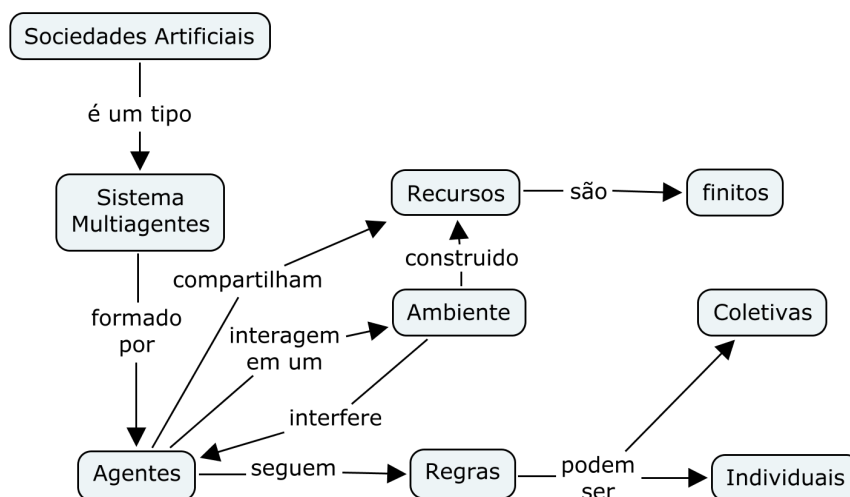 Sociedades Artificiais
é um tipo
Sistema
Multiagentes
Recursos
são
finitos
construido
compartilham
Ambiente
Coletivas
formado
por
interagem
em um
interfere
Agentes
seguem
Regras
podem
ser
Individuais